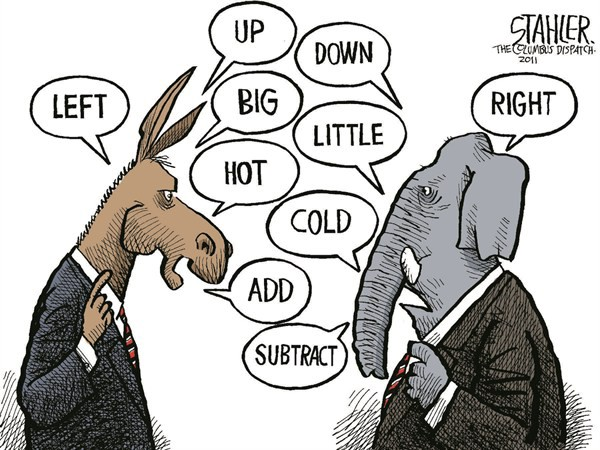 STAHLER.
THE COLUMBUS DISPATCH.
2011
LEFT
RIGHT
UP
DOWN
BIG
LITTLE
HOT
COLD
ADD
SUBTRACT